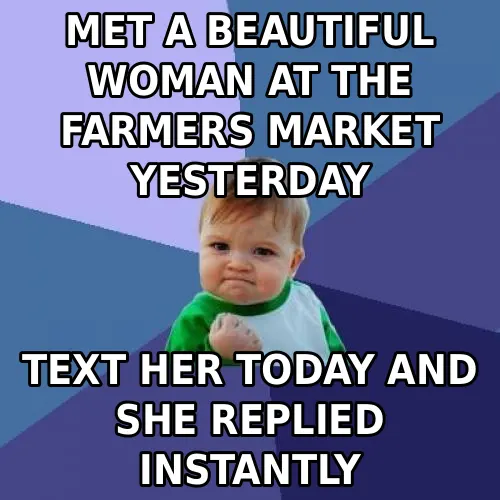 MET A BEAUTIFUL
WOMAN AT THE
FARMERS MARKET
YESTERDAY
TEXT HER TODAY AND
SHE REPLIED
INSTANTLY